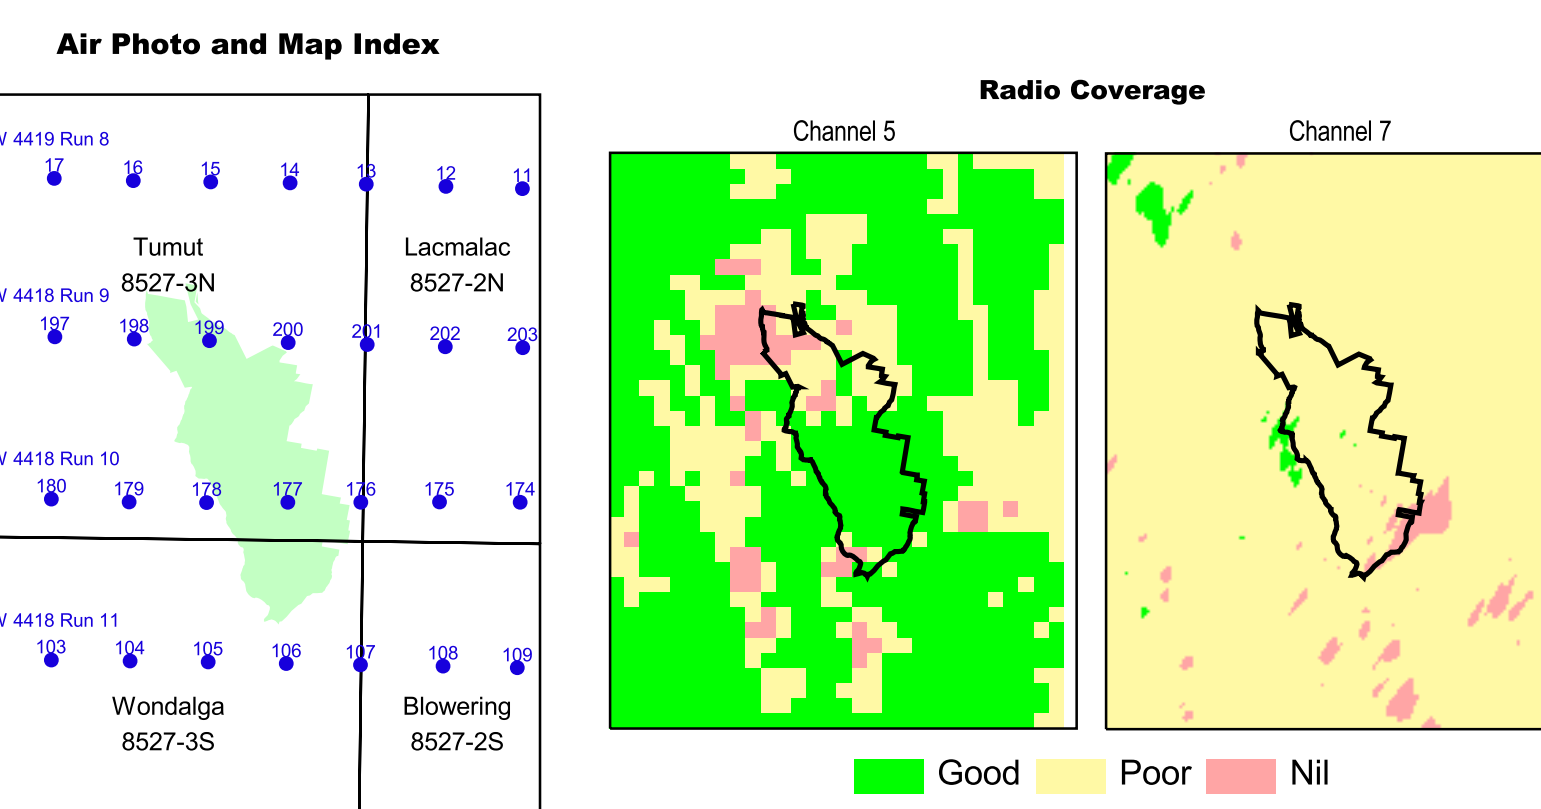 Air Photo and Map Index
Radio Coverage
Channel 5
Channel 7
4419 Run 8
17 16 15 14 13 12 11
Tumut
8527-3N
Lacmalac
8527-2N
4418 Run 9
197 198 199 200 201 202 203
4418 Run 10
180 179 178 177 176 175 174
4418 Run 11
103 104 105 106 107 108 109
Wondalga
8527-3S
Blowering
8527-2S
Good
Poor
Nil